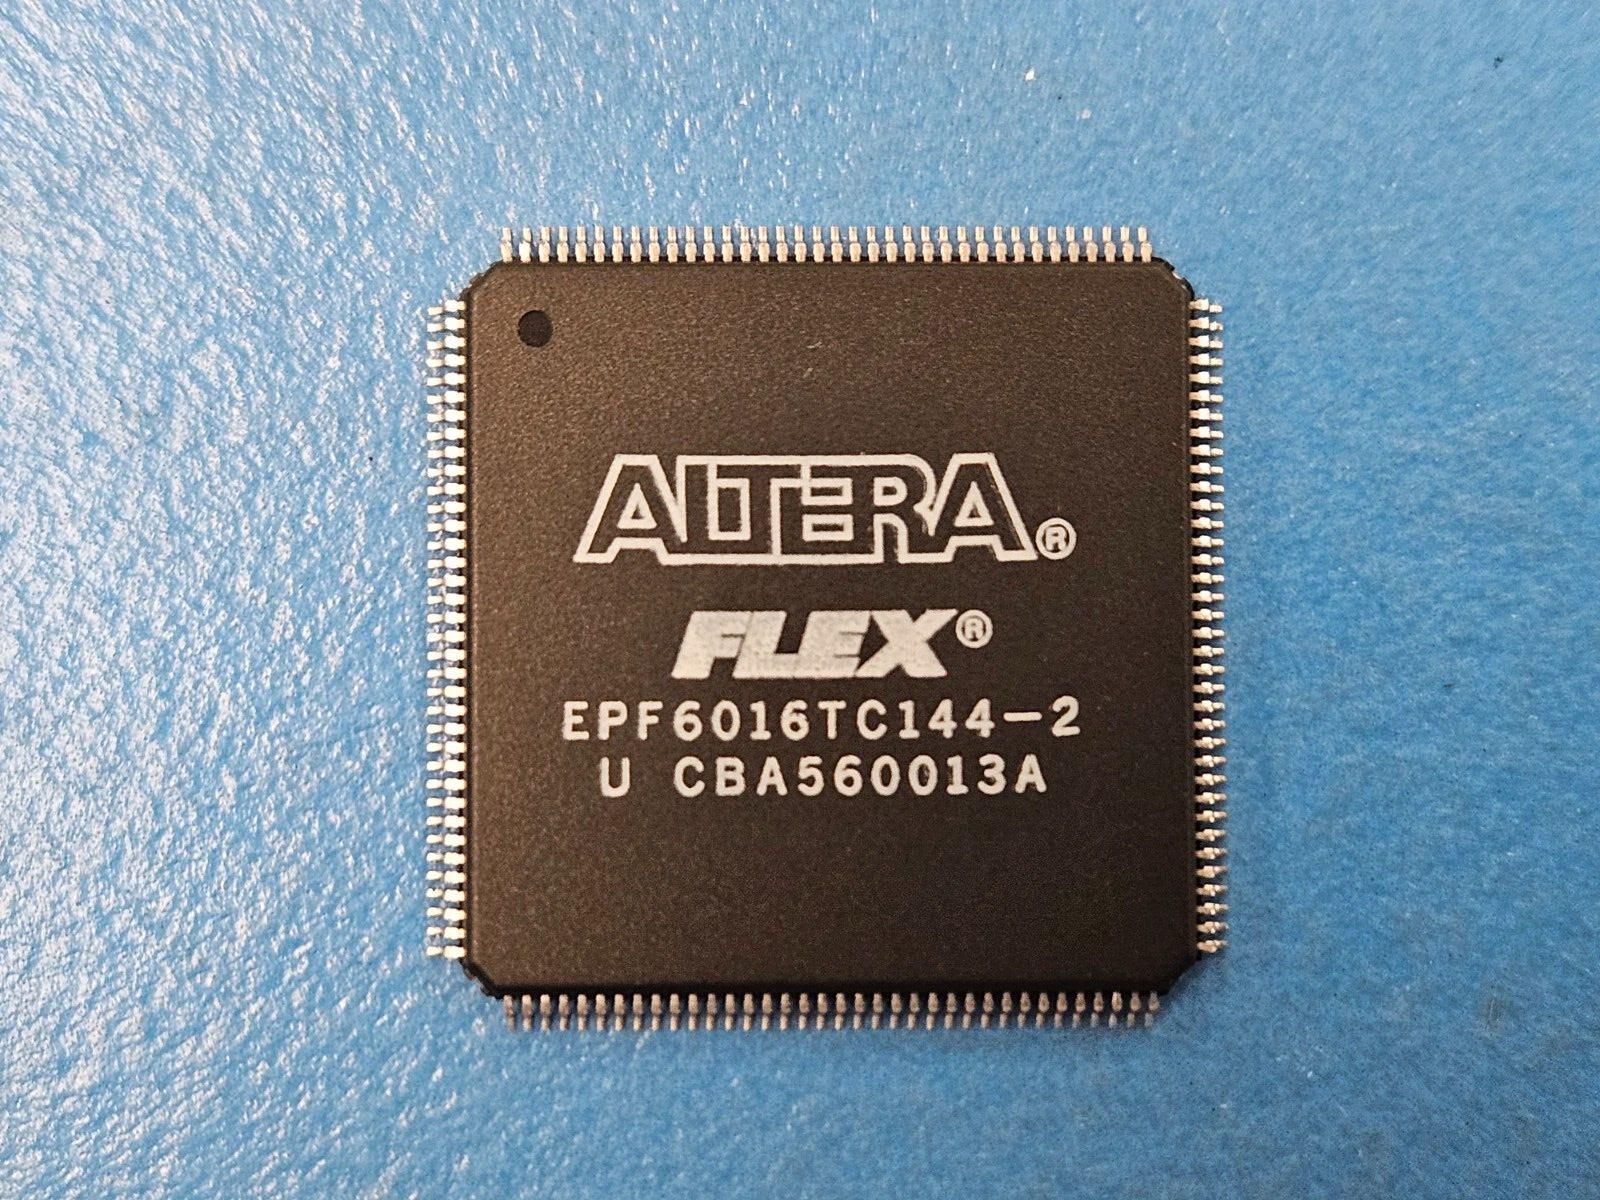 ALTERA®
FLEX®
EPF6016TC144-2
U CBA560013A